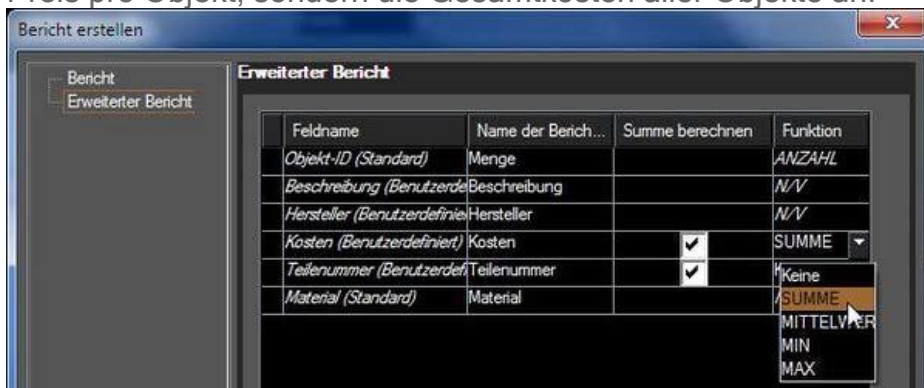 Preis pro Objekt, sondern die Gesamtkosten aller Objekte an.
Bericht erstellen
Bericht
Erweiterter Bericht
Erweiterter Bericht
Feldname Name der Berich... Summe berechnen Funktion
Objekt-ID (Standard) Menge ANZAHL
Beschreibung (Benutzerde Beschreibung N/V
Hersteller (Benutzerdefinie Hersteller N/V
Kosten (Benutzerdefiniert) Kosten SUMME
Teilenummer (Benutzerdef Teilenummer
Keine
Material (Standard) Material
SUMME
MITTELWER
MIN
MAX